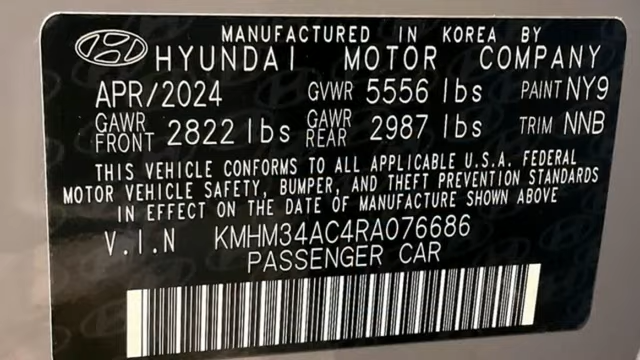 MANUFACTURED IN KOREA BY
HYUNDAI MOTOR COMPANY
APR/2024 GVWR 5556 lbs PAINT NY9
GAWR FRONT 2822 lbs GAWR REAR 2987 lbs TRIM NNB
THIS VEHICLE CONFORMS TO ALL APPLICABLE U.S.A. FEDERAL
MOTOR VEHICLE SAFETY, BUMPER, AND THEFT PREVENTION STANDARDS
IN EFFECT ON THE DATE OF MANUFACTURE SHOWN ABOVE
V.I.N KMHM34AC4RA076686
PASSENGER CAR